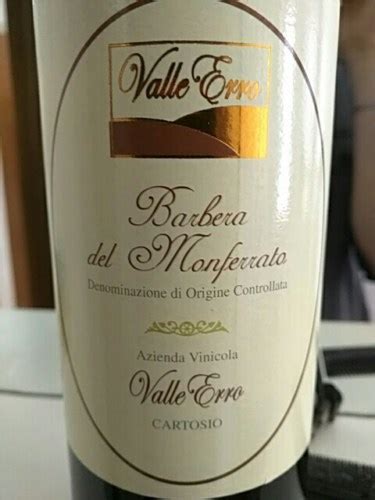 Valle Erro
Barbera
del Monferrato
Denominazione di Origine Controllata
Azienda Vinicola
Valle Erro
CARTOSIO